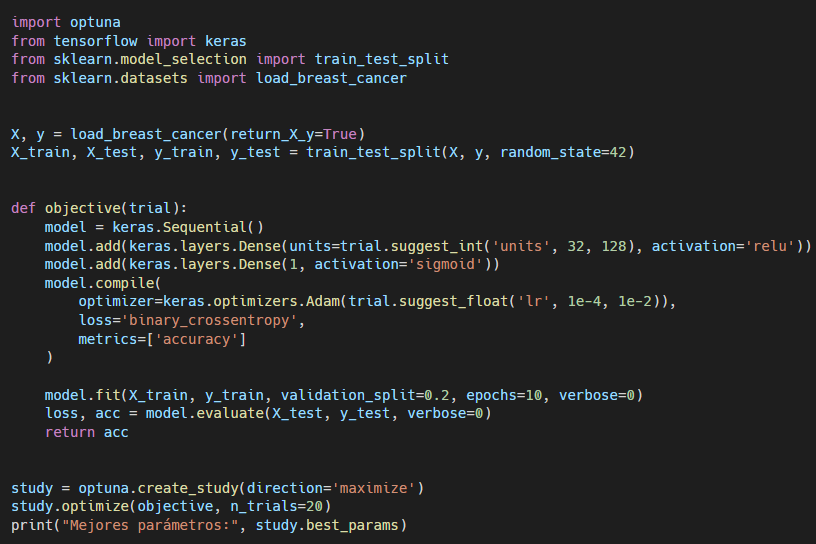 import optuna
from tensorflow import keras
from sklearn.model_selection import train_test_split
from sklearn.datasets import load_breast_cancer
X, y = load_breast_cancer(return_X_y=True)
X_train, X_test, y_train, y_test = train_test_split(X, y, random_state=42)
def objective(trial):
    model = keras.Sequential()
    model.add(keras.layers.Dense(units=trial.suggest_int('units', 32, 128), activation='relu'))
    model.add(keras.layers.Dense(1, activation='sigmoid'))
    model.compile(
        optimizer=keras.optimizers.Adam(trial.suggest_float('lr', 1e-4, 1e-2)),
        loss='binary_crossentropy',
        metrics=['accuracy']
    )
    model.fit(X_train, y_train, validation_split=0.2, epochs=10, verbose=0)
    loss, acc = model.evaluate(X_test, y_test, verbose=0)
    return acc
study = optuna.create_study(direction='maximize')
study.optimize(objective, n_trials=20)
print("Mejores parámetros:", study.best_params)